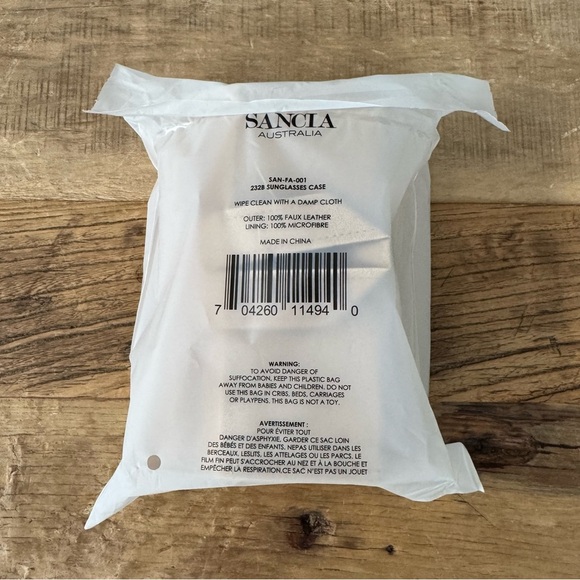 SANCIA
AUSTRALIA
SAN-FA-001
232B SUNGLASSES CASE
WIPE CLEAN WITH A DAMP CLOTH
OUTER: 100% FAUX LEATHER
LINING: 100% MICROFIBRE
MADE IN CHINA
7 04260 11494 0
WARNING:
TO AVOID DANGER OF
SUFFOCATION, KEEP THIS PLASTIC BAG
AWAY FROM BABIES AND CHILDREN. DO NOT
USE THIS BAG IN CRIBS, BEDS, CARRIAGES
OR PLAYPENS. THIS BAG IS NOT A TOY.
AVERTISSEMENT :
POUR ÉVITER TOUT
DANGER D'ASPHYXIE, GARDER CE SAC LOIN
DES BÉBÉS ET DES ENFANTS. NEPAS UTILISER DANS LES
BERCEAUX, LESLITS, LES ATTELAGES OU LES PARCS. LE
FILM FIN PEUT S'ACCROCHER AU NEZ ET À LA BOUCHE ET
EMPÊCHER LA RESPIRATION.CE SAC N'EST PAS UN JOUET